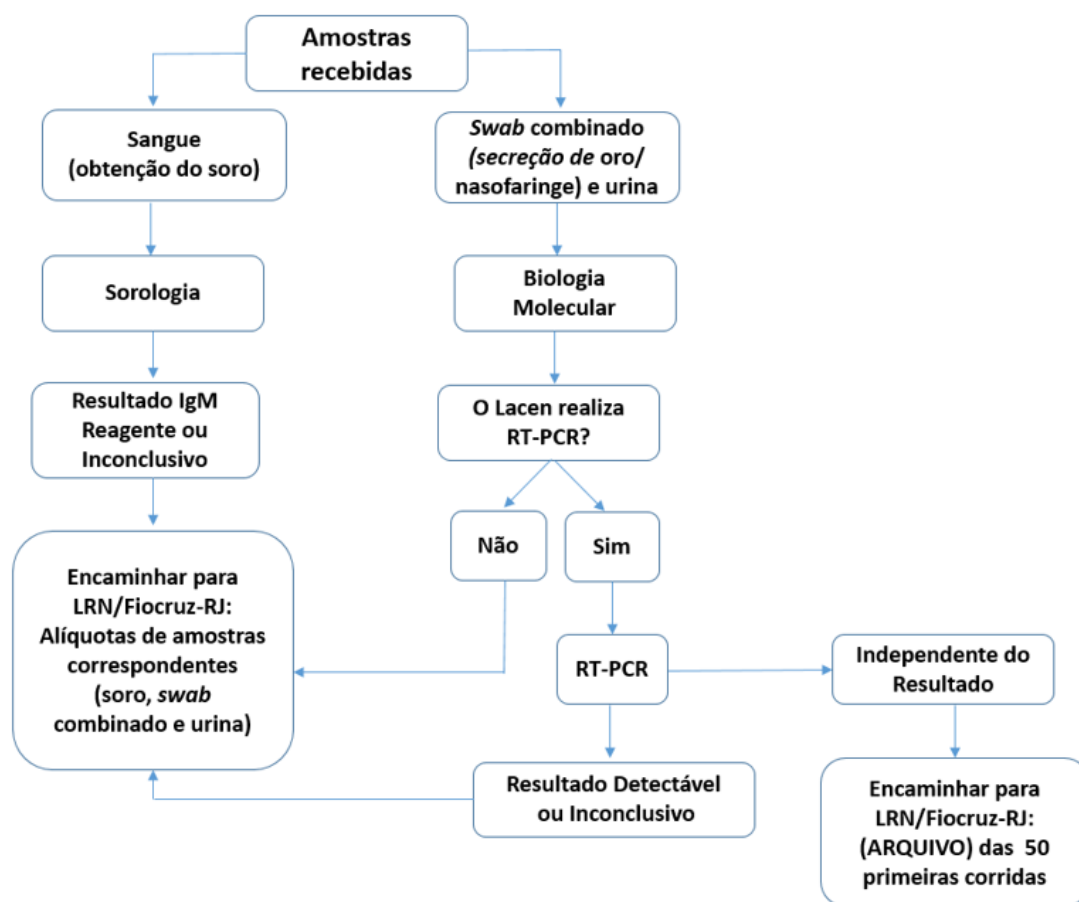 Amostras
recebidas
Sangue
(obtenção do soro)
Swab combinado
(secreção de oro/
nasofaringe) e urina
Sorologia
Biologia
Molecular
Resultado IgM
Reagente ou
Inconclusivo
O Lacen realiza
RT-PCR?
Não
Sim
Encaminhar para
LRN/Fiocruz-RJ:
Alíquotas de amostras
correspondentes
(soro, swab
combinado e urina)
RT-PCR
Independente do
Resultado
Resultado Detectável
ou Inconclusivo
Encaminhar para
LRN/Fiocruz-RJ:
(ARQUIVO) das 50
primeiras corridas